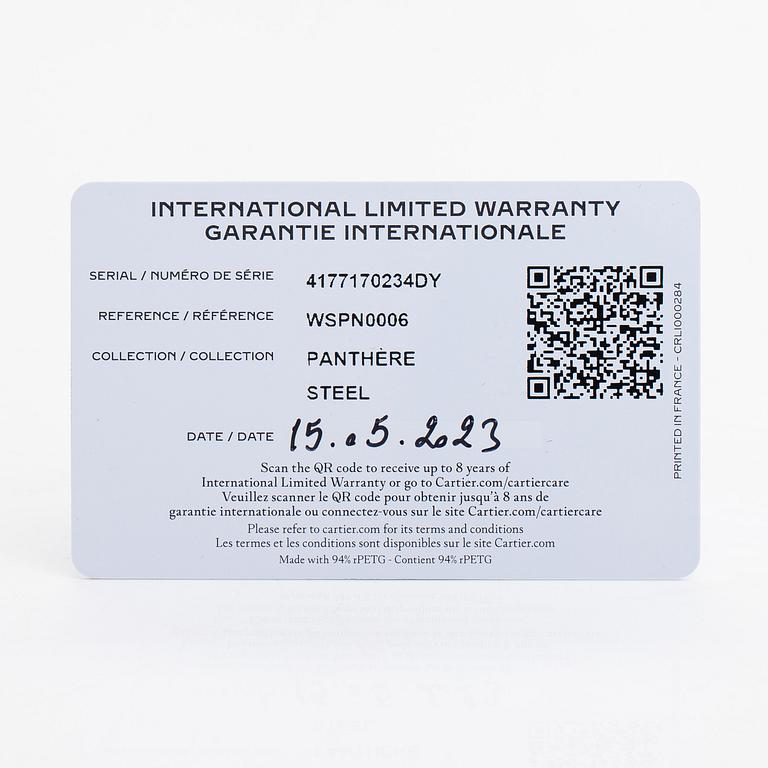 INTERNATIONAL LIMITED WARRANTY
GARANTIE INTERNATIONALE
SERIAL / NUMÉRO DE SÉRIE 4177170234DY
REFERENCE / RÉFÉRENCE WSPN0006
COLLECTION / COLLECTION PANTHÈRE
STEEL
DATE / DATE 15.05.2023
Scan the QR code to receive up to 8 years of
International Limited Warranty or go to Cartier.com/cartiercare
Veuillez scanner le QR code pour obtenir jusqu'à 8 ans de
garantie internationale ou connectez-vous sur le site Cartier.com/cartiercare
Please refer to cartier.com for its terms and conditions
Les termes et les conditions sont disponibles sur le site Cartier.com
Made with 94% rPETG - Contient 94% rPETG
PRINTED IN FRANCE - CRLI000284